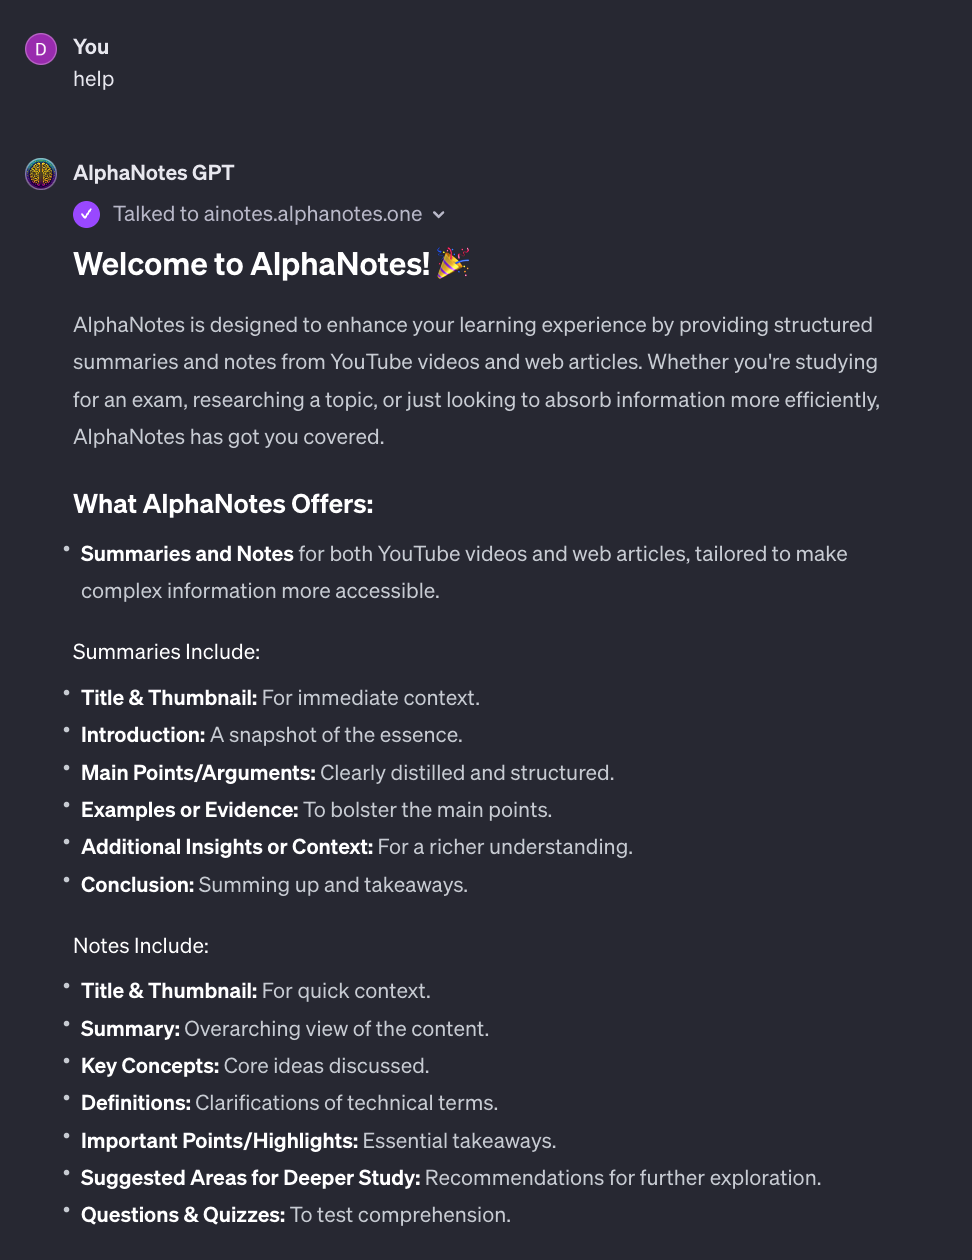 D
You
help
AlphaNotes GPT
Talked to ainotes.alphanotes.one
Welcome to AlphaNotes! 🎉
AlphaNotes is designed to enhance your learning experience by providing structured
summaries and notes from YouTube videos and web articles. Whether you're studying
for an exam, researching a topic, or just looking to absorb information more efficiently,
AlphaNotes has got you covered.
What AlphaNotes Offers:
• Summaries and Notes for both YouTube videos and web articles, tailored to make
complex information more accessible.
Summaries Include:
• Title & Thumbnail: For immediate context.
• Introduction: A snapshot of the essence.
• Main Points/Arguments: Clearly distilled and structured.
• Examples or Evidence: To bolster the main points.
• Additional Insights or Context: For a richer understanding.
• Conclusion: Summing up and takeaways.
Notes Include:
• Title & Thumbnail: For quick context.
• Summary: Overarching view of the content.
• Key Concepts: Core ideas discussed.
• Definitions: Clarifications of technical terms.
• Important Points/Highlights: Essential takeaways.
• Suggested Areas for Deeper Study: Recommendations for further exploration.
• Questions & Quizzes: To test comprehension.